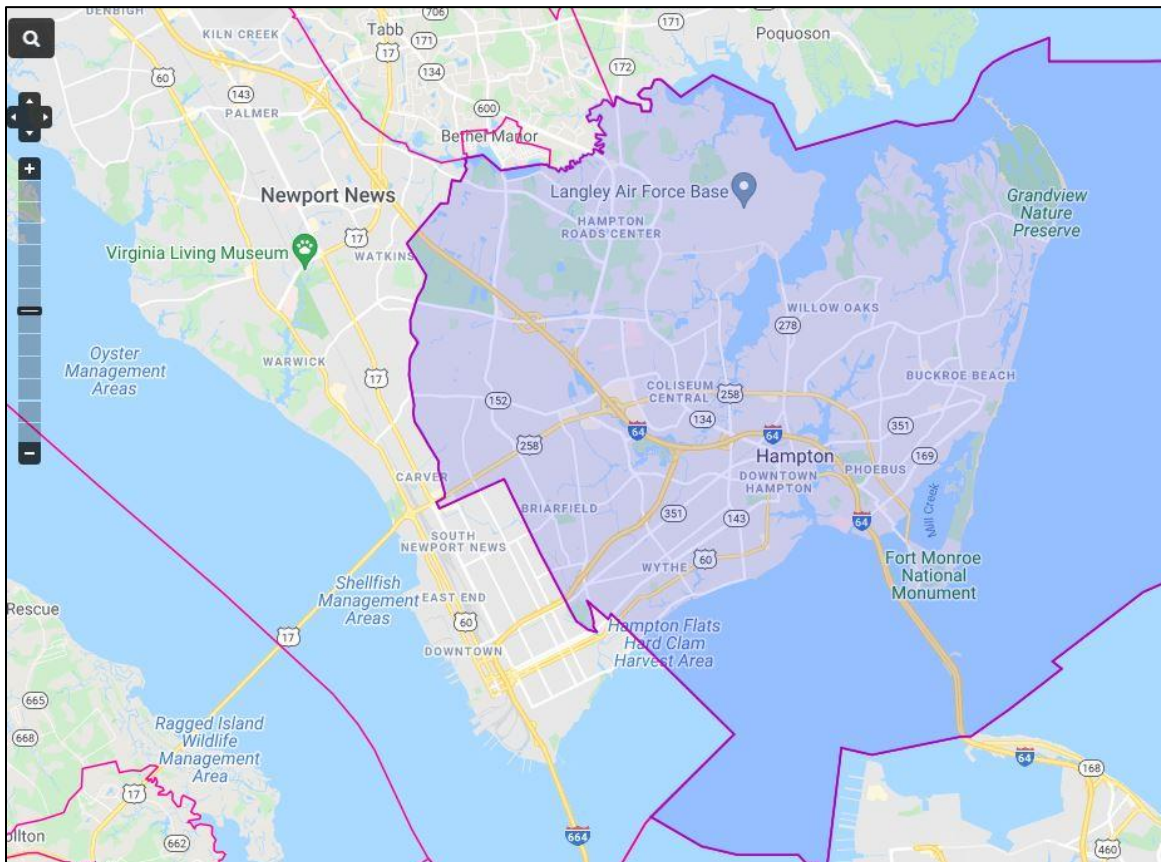 DENBIGH
706
Tabb
171
Poquoson
KILN CREEK
17
171
172
60
134
143
PALMER
600
Bethel Manor
Newport News
Langley Air Force Base
HAMPTON
ROADS CENTER
Grandview
Nature
Preserve
17
Virginia Living Museum
WATKINS
WILLOW OAKS
278
Oyster
Management
Areas
WARWICK
17
BUCKROE BEACH
COLISEUM
CENTRAL
258
152
134
351
64
64
258
Hampton
169
PHOEBUS
CARVER
DOWNTOWN
HAMPTON
Mill Creek
BRIARFIELD
351
143
64
SOUTH
NEWPORT NEWS
WYTHE
60
Fort Monroe
National
Monument
Shellfish
Management
Areas
EAST END
Rescue
60
17
Hampton Flats
Hard Clam
Harvest Area
DOWNTOWN
665
668
Ragged Island
Wildlife
Management
Area
64
168
17
662
664
460
ollton